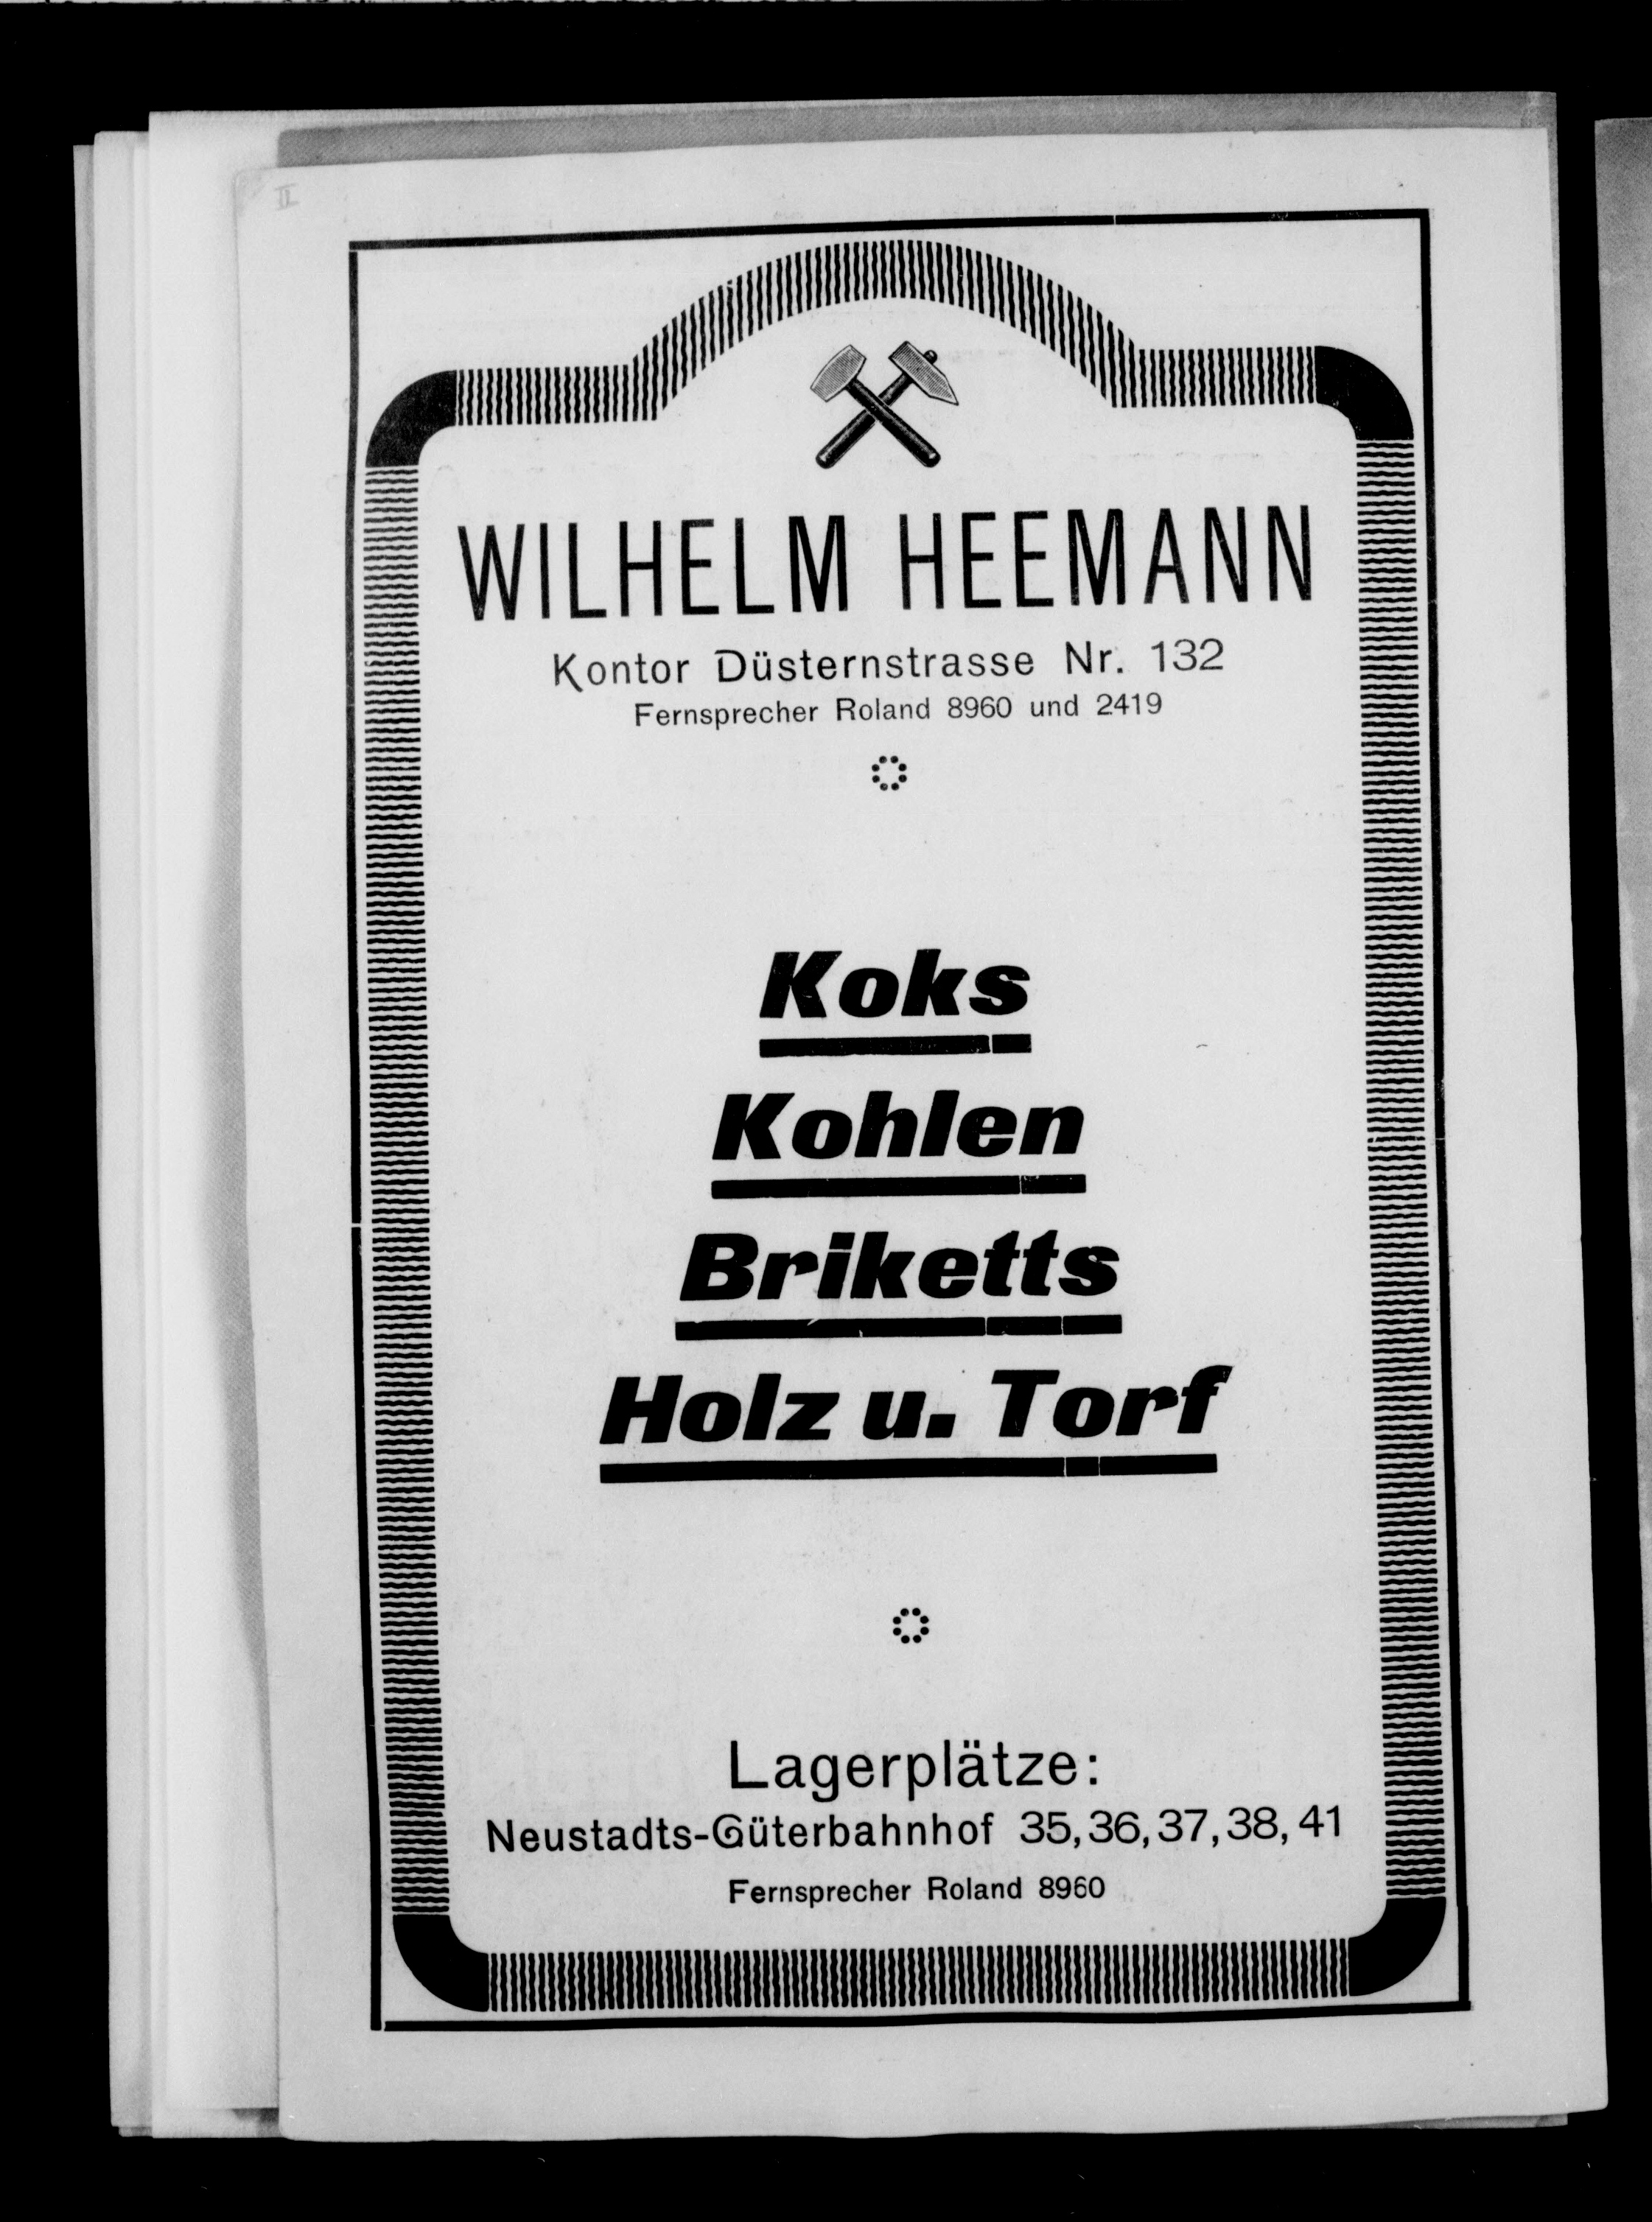 II
WILHELM HEEMANN
Kontor Düsternstrasse Nr. 132
Fernsprecher Roland 8960 und 2419
Koks
Kohlen
Briketts
Holz u. Torf
Lagerplätze:
Neustadts-Güterbahnhof 35, 36, 37, 38, 41
Fernsprecher Roland 8960